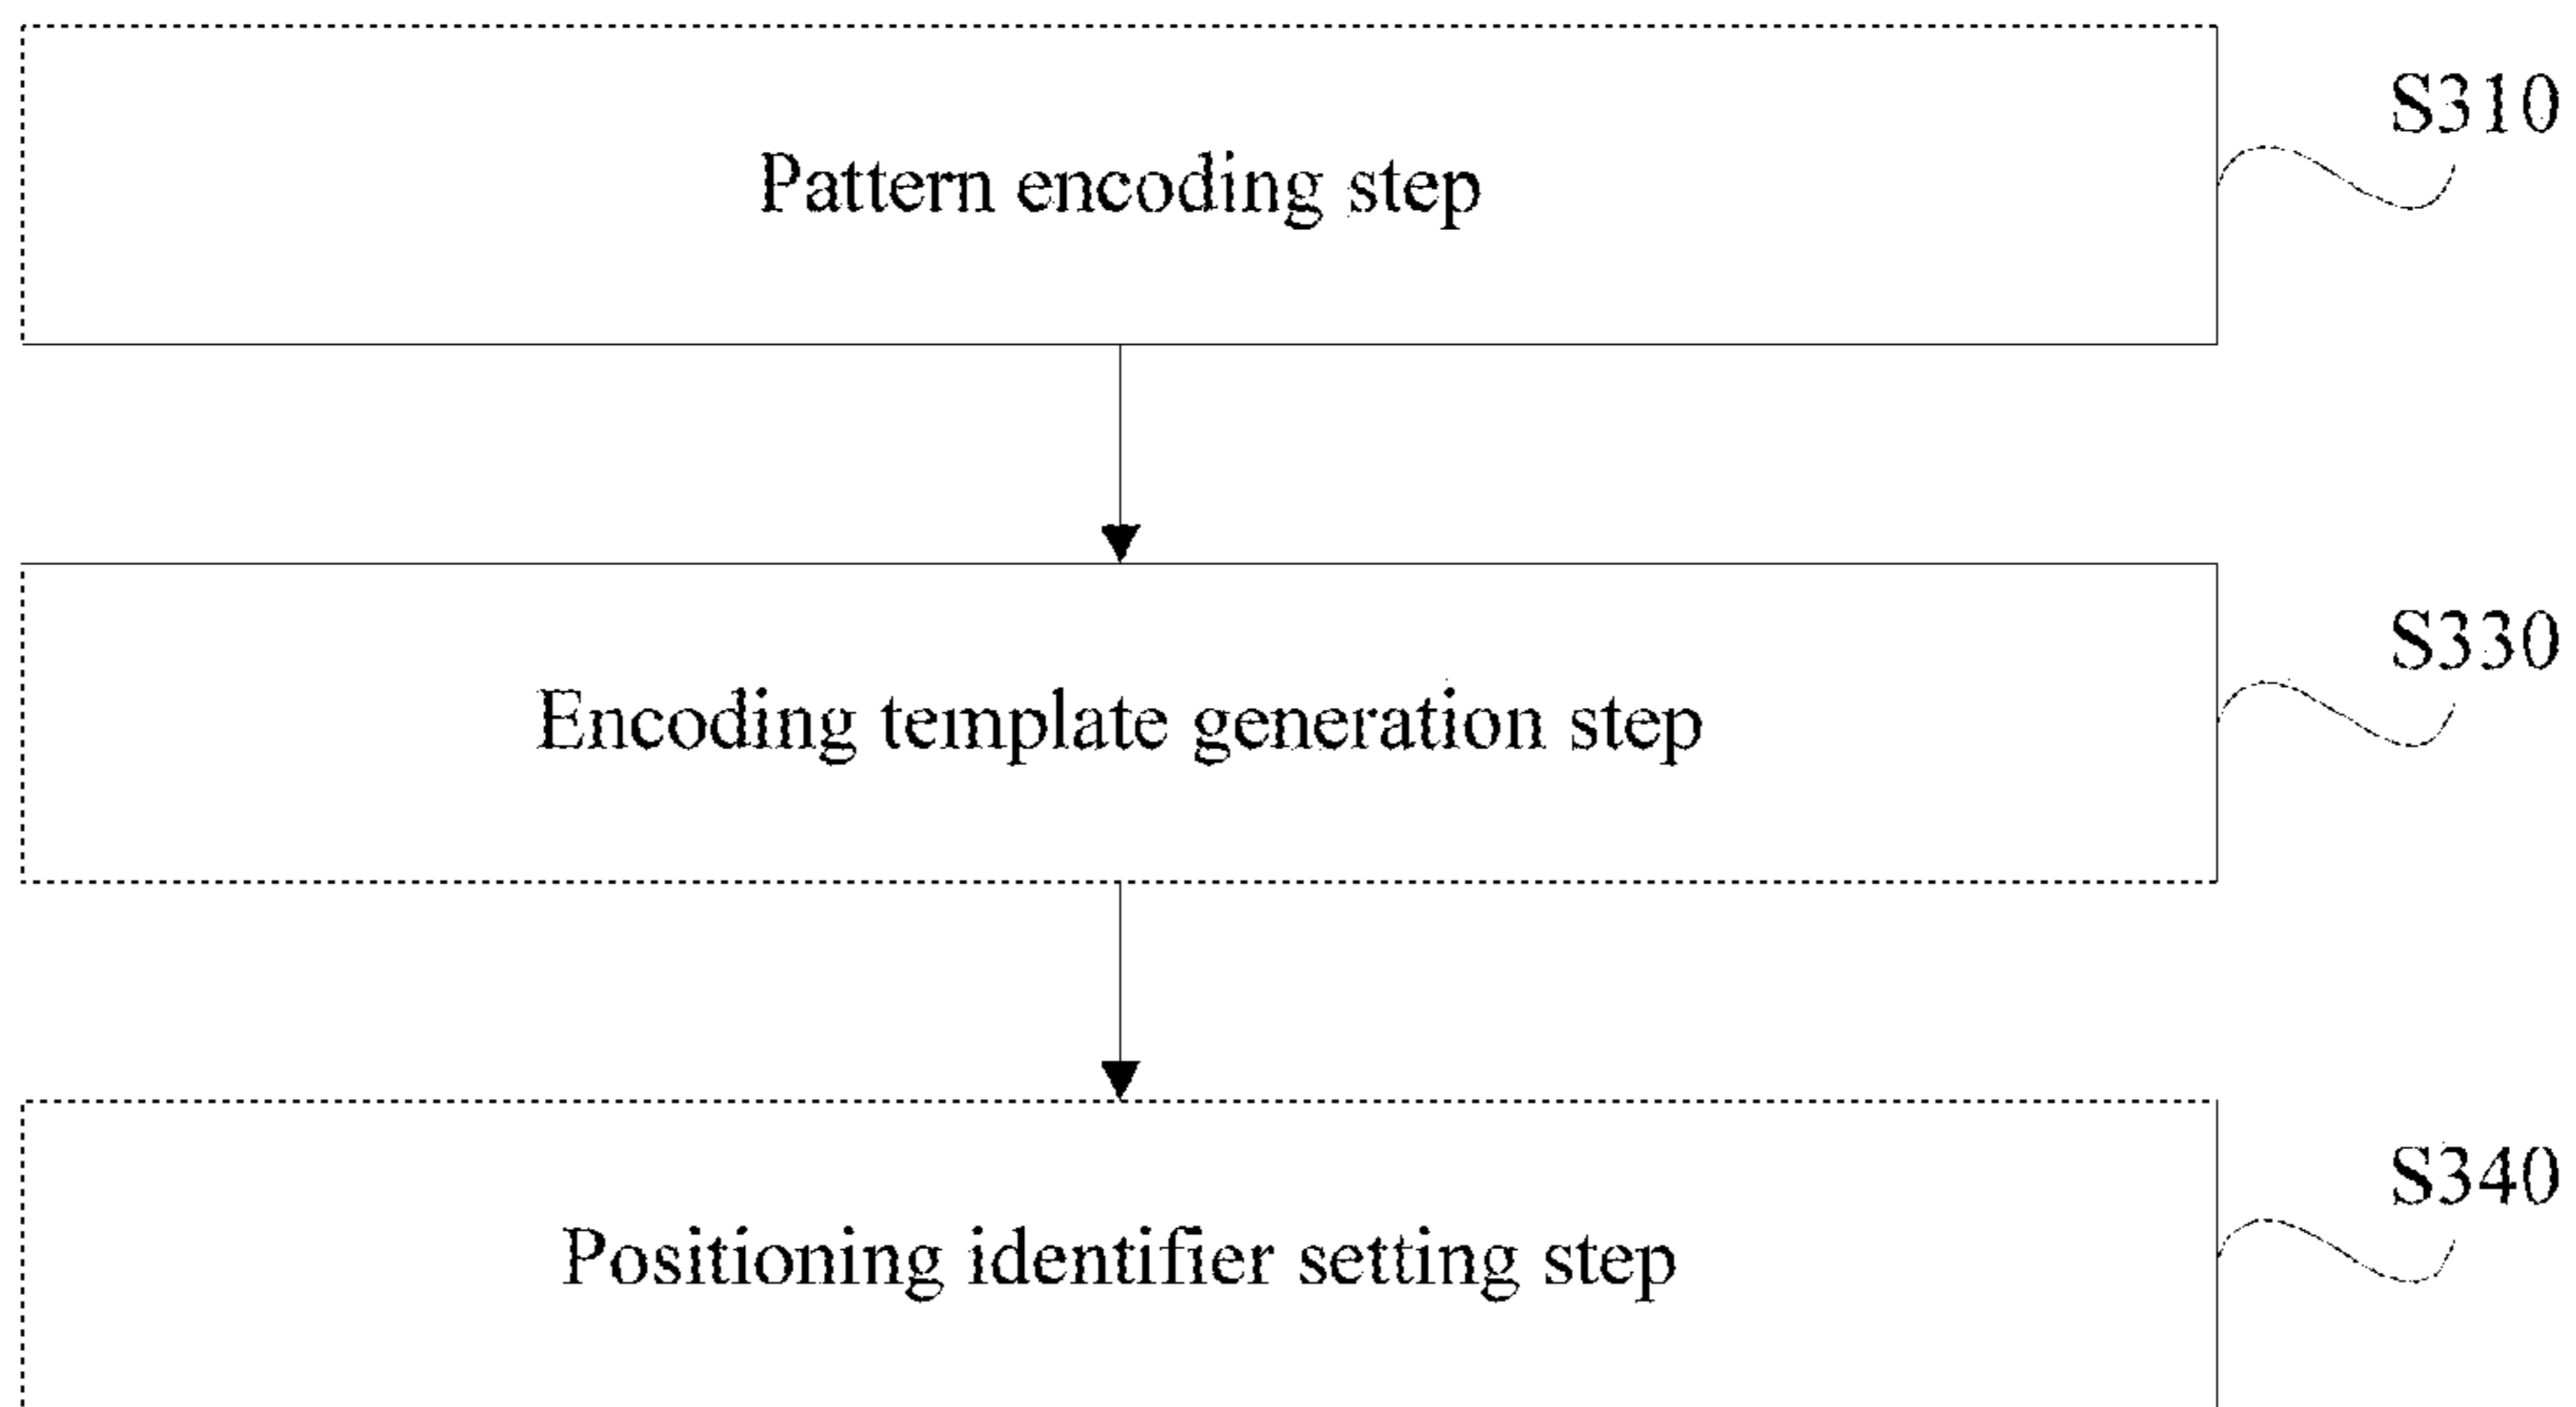 S310
Pattern encoding step
S330
Encoding template generation step
S340
Positioning identifier setting step